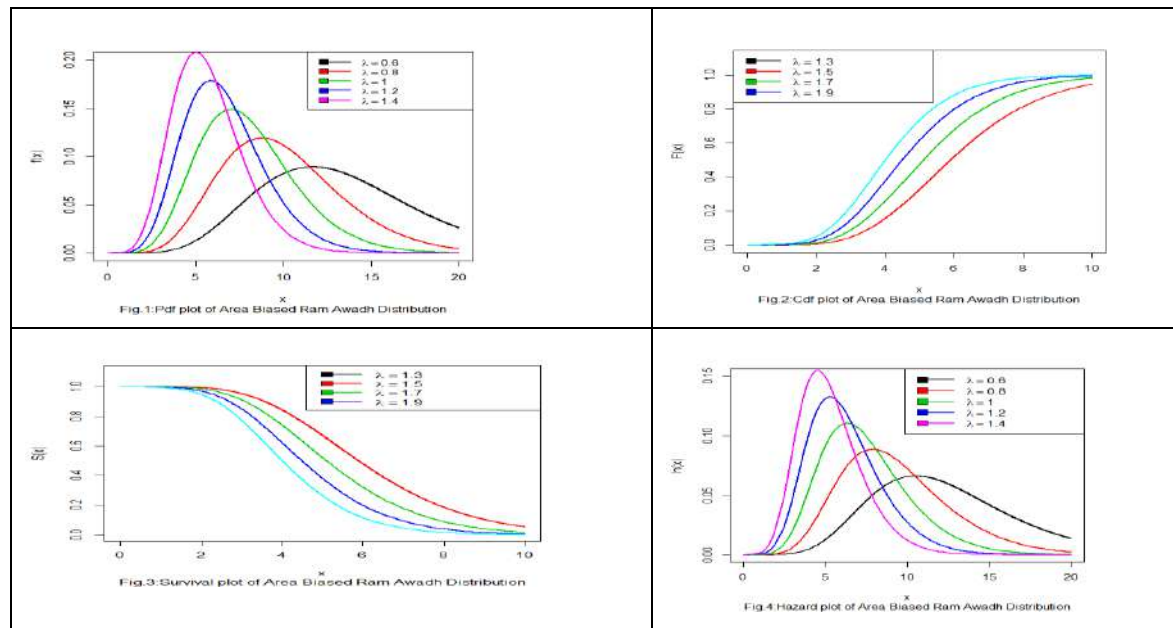 λ = 0.6
λ = 0.8
λ = 1
λ = 1.2
λ = 1.4
f(x)
0.00
0.05
0.10
0.15
0.20
0
5
10
15
20
x
Fig.1:Pdf plot of Area Biased Ram Awadh Distribution
λ = 1.3
λ = 1.5
λ = 1.7
λ = 1.9
F(x)
0.0
0.2
0.4
0.6
0.8
1.0
0
2
4
6
8
10
x
Fig.2:Cdf plot of Area Biased Ram Awadh Distribution
λ = 1.3
λ = 1.5
λ = 1.7
λ = 1.9
S(x)
0.0
0.2
0.4
0.6
0.8
1.0
0
2
4
6
8
10
x
Fig.3:Survival plot of Area Biased Ram Awadh Distribution
λ = 0.6
λ = 0.8
λ = 1
λ = 1.2
λ = 1.4
h(x)
0.00
0.05
0.10
0.15
0
5
10
15
20
x
Fig.4:Hazard plot of Area Biased Ram Awadh Distribution